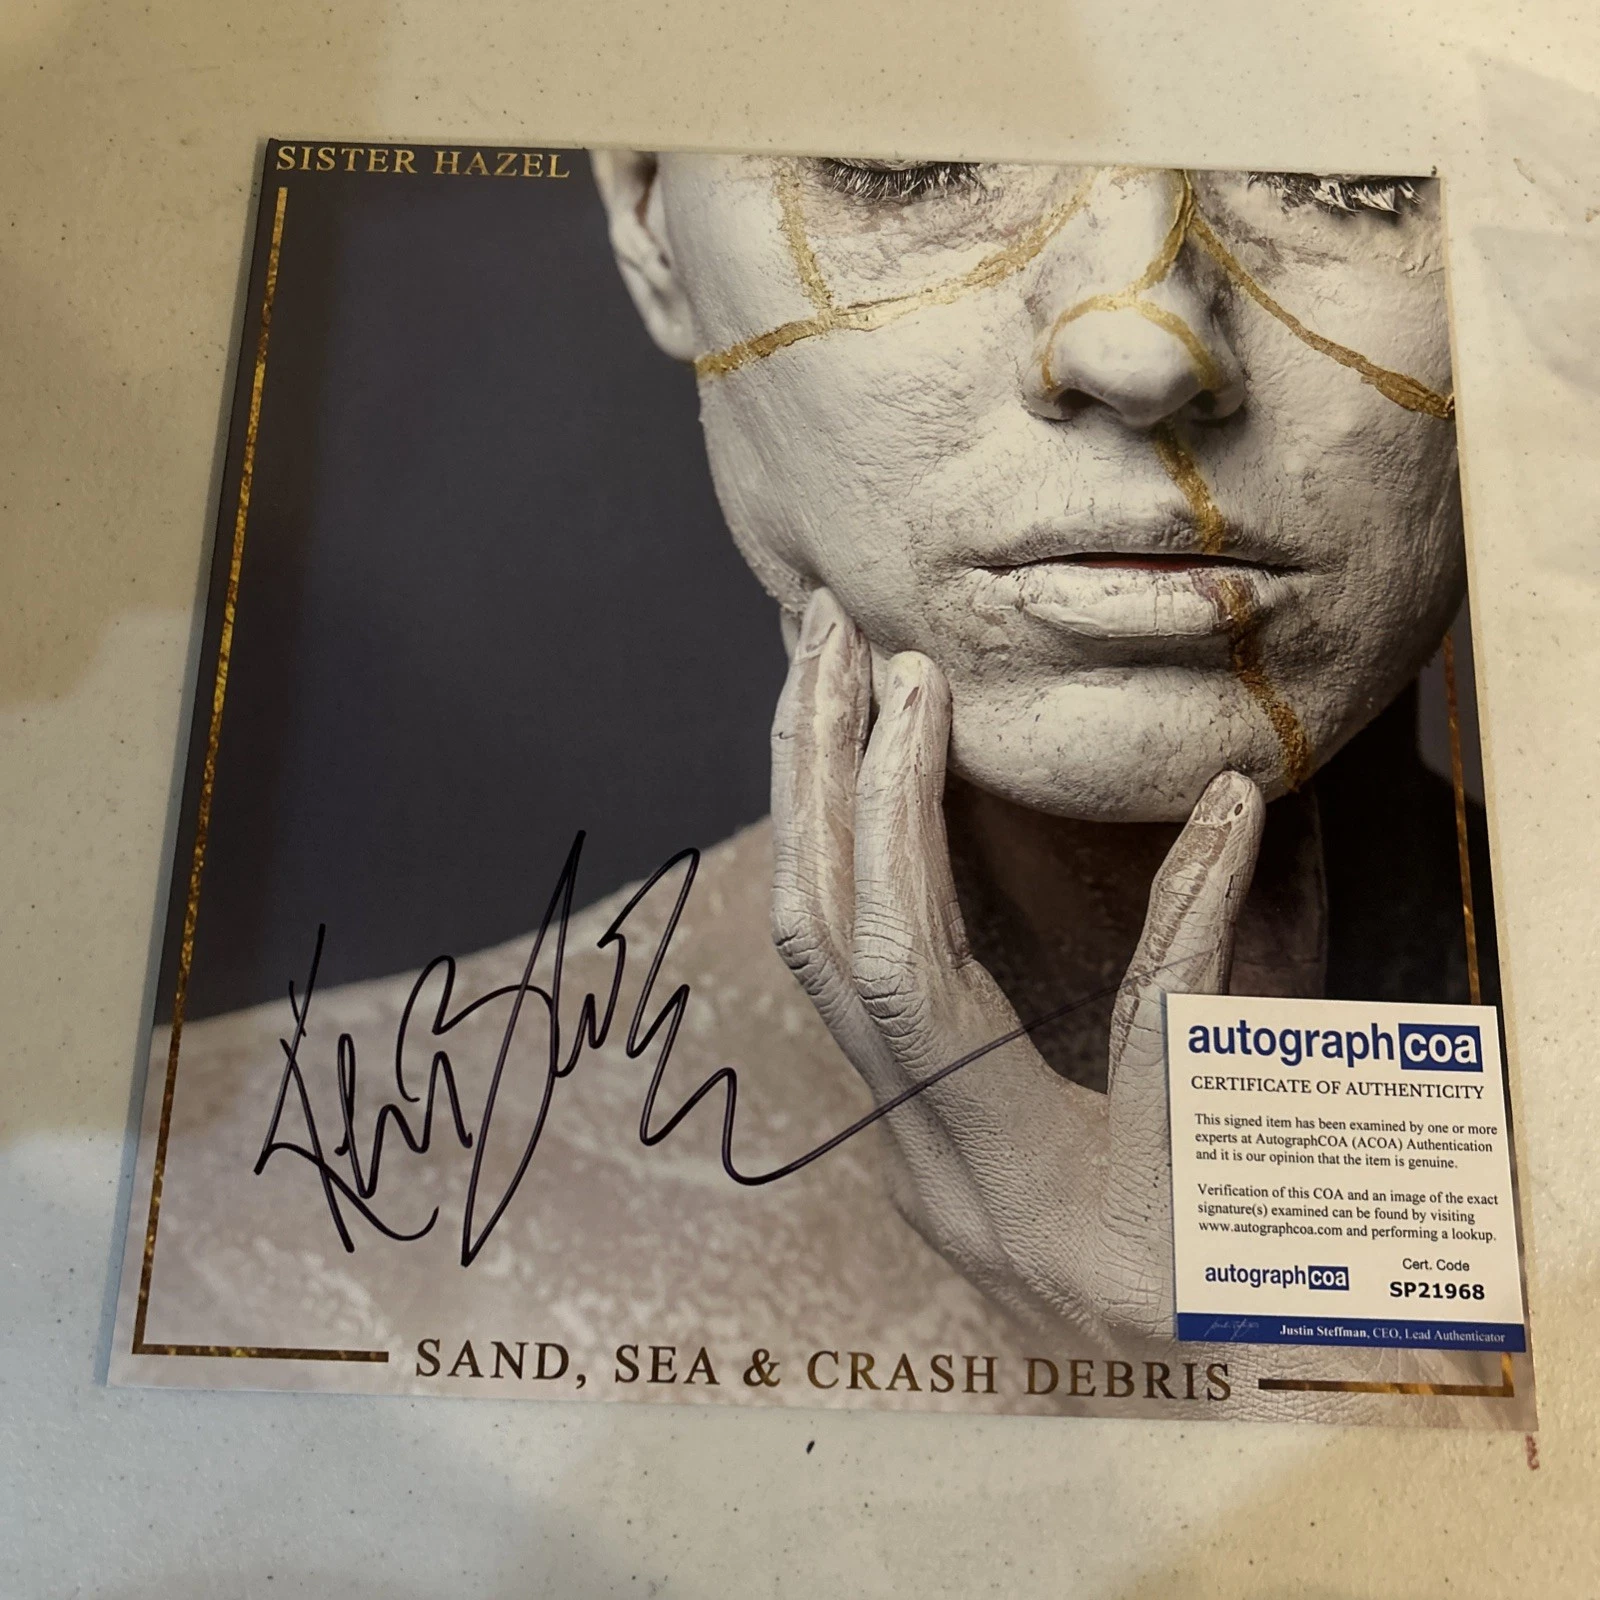 SISTER HAZEL
SAND, SEA & CRASH DEBRIS
autographcoa
CERTIFICATE OF AUTHENTICITY
This signed item has been examined by one or more
experts at AutographCOA (ACOA) Authentication
and it is our opinion that the item is genuine.
Verification of this COA and an image of the exact
signature(s) examined can be found by visiting
www.autographcoa.com and performing a lookup.
autographcoa
Cert. Code
SP21968
Justin Steffman, CEO, Lead Authenticator